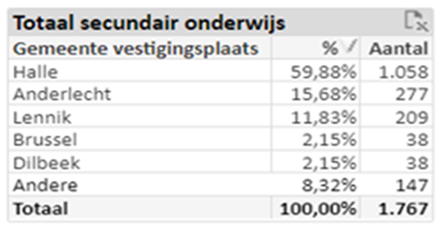 Totaal secundair onderwijs
Gemeente vestigingsplaats % Aantal
Halle 59,88% 1.058
Anderlecht 15,68% 277
Lennik 11,83% 209
Brussel 2,15% 38
Dilbeek 2,15% 38
Andere 8,32% 147
Totaal 100,00% 1.767